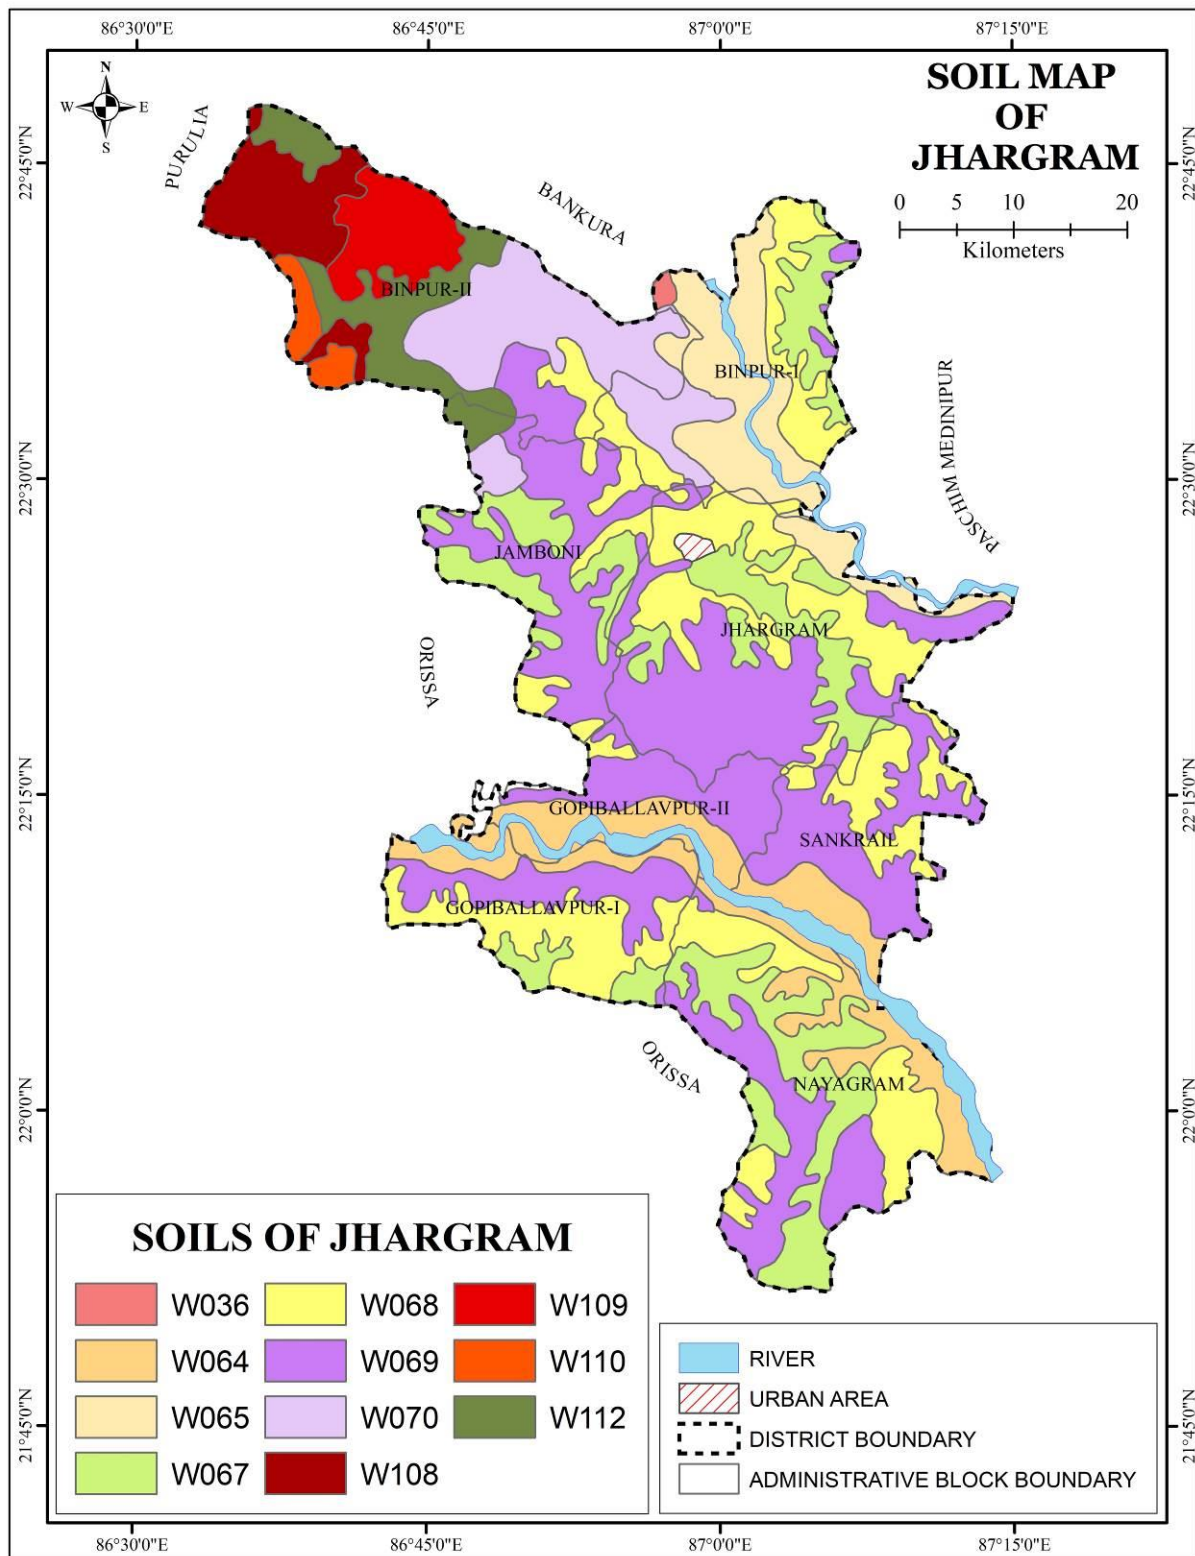 86°30'0"E
86°45'0"E
87°0'0"E
87°15'0"E
N
W
E
S
SOIL MAP
OF
JHARGRAM
0 5 10 20
Kilometers
22°45'0"N
22°45'0"N
PURULIA
BANKURA
BINPUR-II
BINPUR-I
PASCHIM MEDINIPUR
22°30'0"N
22°30'0"N
JAMBONI
JHARGRAM
ORISSA
22°15'0"N
22°15'0"N
GOPIBALLAVPUR-II
SANKRAIL
GOPIBALLAVPUR-I
ORISSA
NAYAGRAM
22°0'0"N
22°0'0"N
SOILS OF JHARGRAM
W036
W068
W109
W064
W069
W110
W065
W070
W112
W067
W108
RIVER
URBAN AREA
DISTRICT BOUNDARY
ADMINISTRATIVE BLOCK BOUNDARY
21°45'0"N
21°45'0"N
86°30'0"E
86°45'0"E
87°0'0"E
87°15'0"E